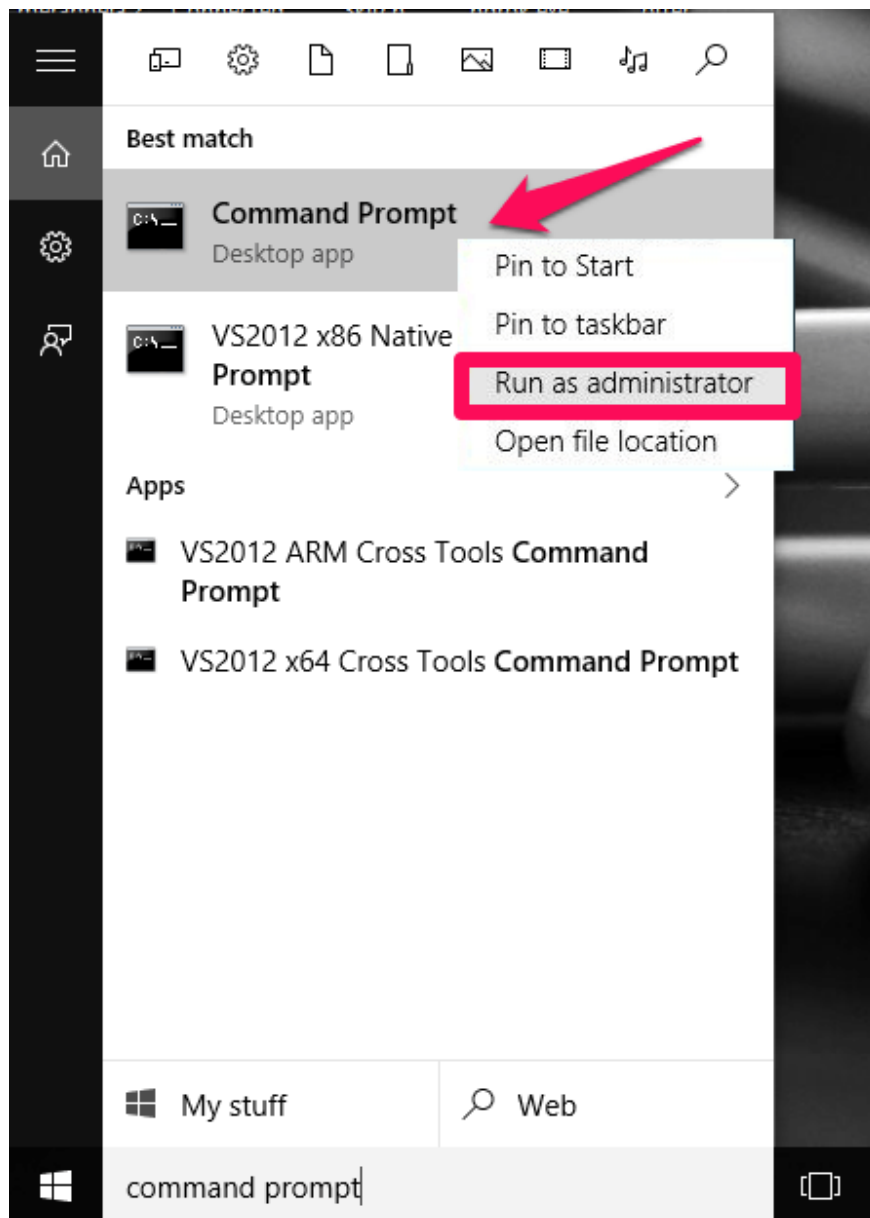 Best match
Command Prompt
Desktop app
Pin to Start
Pin to taskbar
Run as administrator
Open file location
VS2012 x86 Native
Prompt
Desktop app
Apps
VS2012 ARM Cross Tools Command
Prompt
VS2012 x64 Cross Tools Command Prompt
My stuff
Web
command prompt